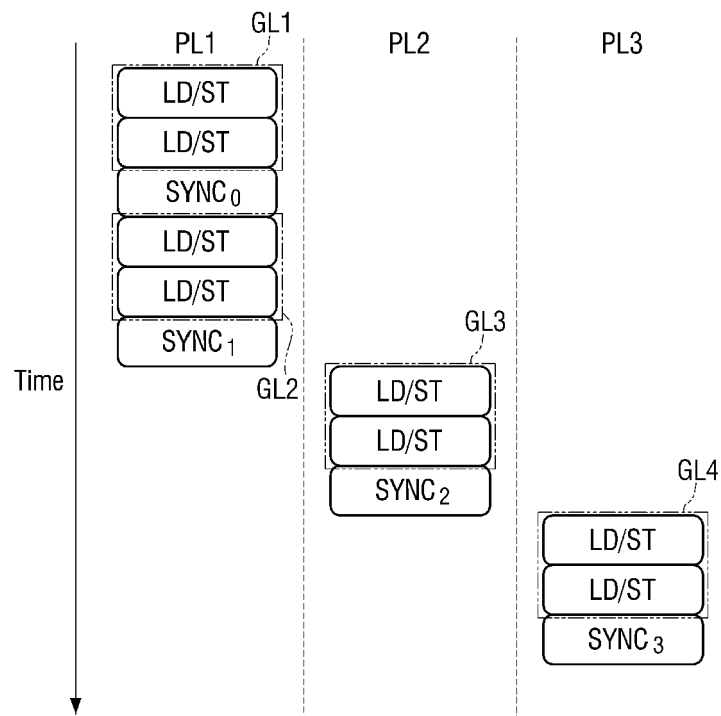 GL1
PL1
PL2
PL3
LD/ST
LD/ST
SYNC0
LD/ST
LD/ST
SYNC1
GL2
Time
GL3
LD/ST
LD/ST
SYNC2
GL4
LD/ST
LD/ST
SYNC3